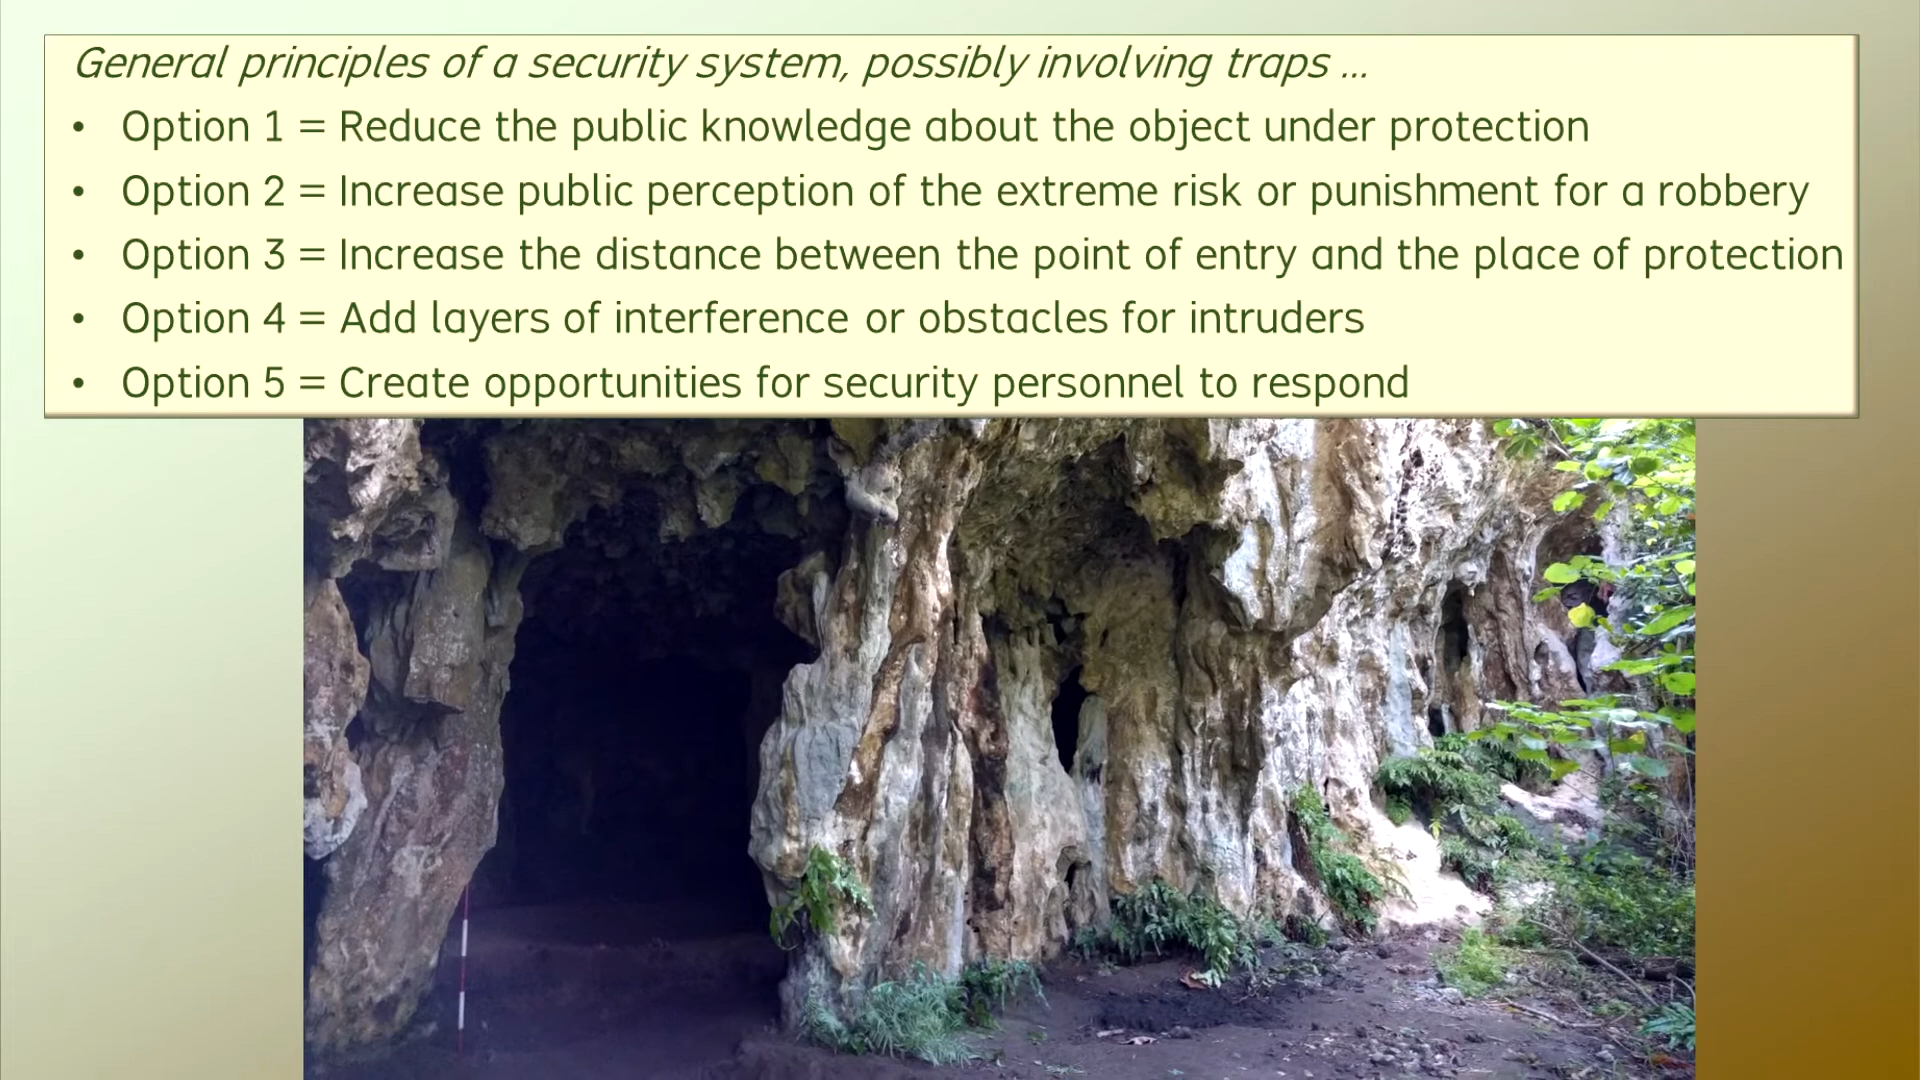 General principles of a security system, possibly involving traps ...
• Option 1 = Reduce the public knowledge about the object under protection
• Option 2 = Increase public perception of the extreme risk or punishment for a robbery
• Option 3 = Increase the distance between the point of entry and the place of protection
• Option 4 = Add layers of interference or obstacles for intruders
• Option 5 = Create opportunities for security personnel to respond